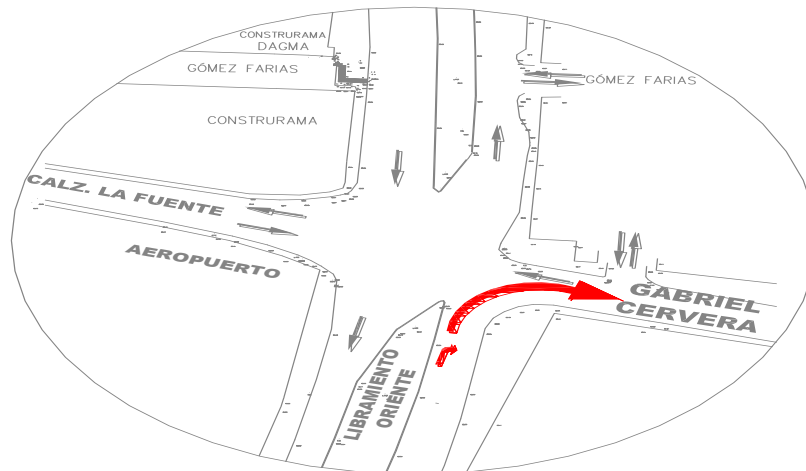 CONSTRURAMA
DAGMA
GÓMEZ FARIAS
GÓMEZ FARIAS
CONSTRURAMA
CALZ. LA FUENTE
AEROPUERTO
GABRIEL
CERVERA
LIBRAMIENTO
ORIENTE